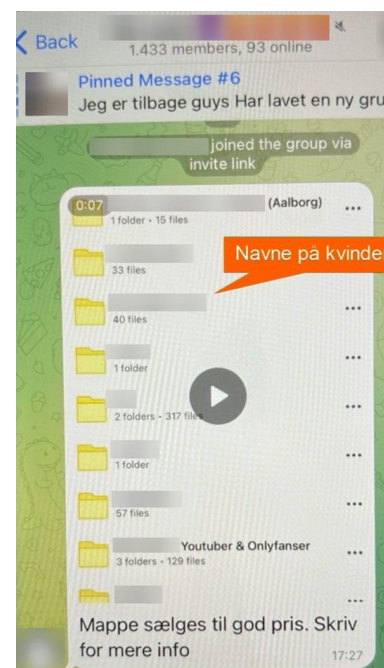 Back
1.433 members, 93 online
Pinned Message #6
Jeg er tilbage guys Har lavet en ny gru
joined the group via
invite link
0:07
(Aalborg)
1 folder • 15 files
33 files
Navne på kvinde
40 files
1 folder
2 folders • 317 files
1 folder
57 files
Youtuber & Onlyfanser
3 folders • 129 files
Mappe sælges til god pris. Skriv
for mere info
17:27